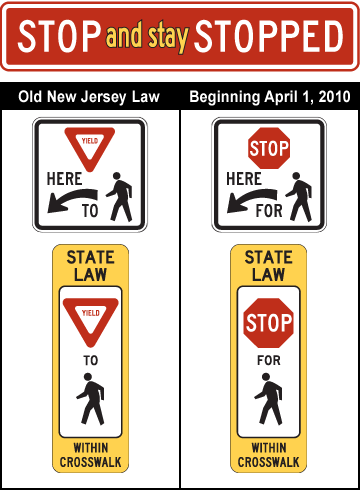 STOP and stay STOPPED
Old New Jersey Law
YIELD
HERE
TO
STATE
LAW
YIELD
TO
WITHIN
CROSSWALK
Beginning April 1, 2010
STOP
HERE
FOR
STATE
LAW
STOP
FOR
WITHIN
CROSSWALK